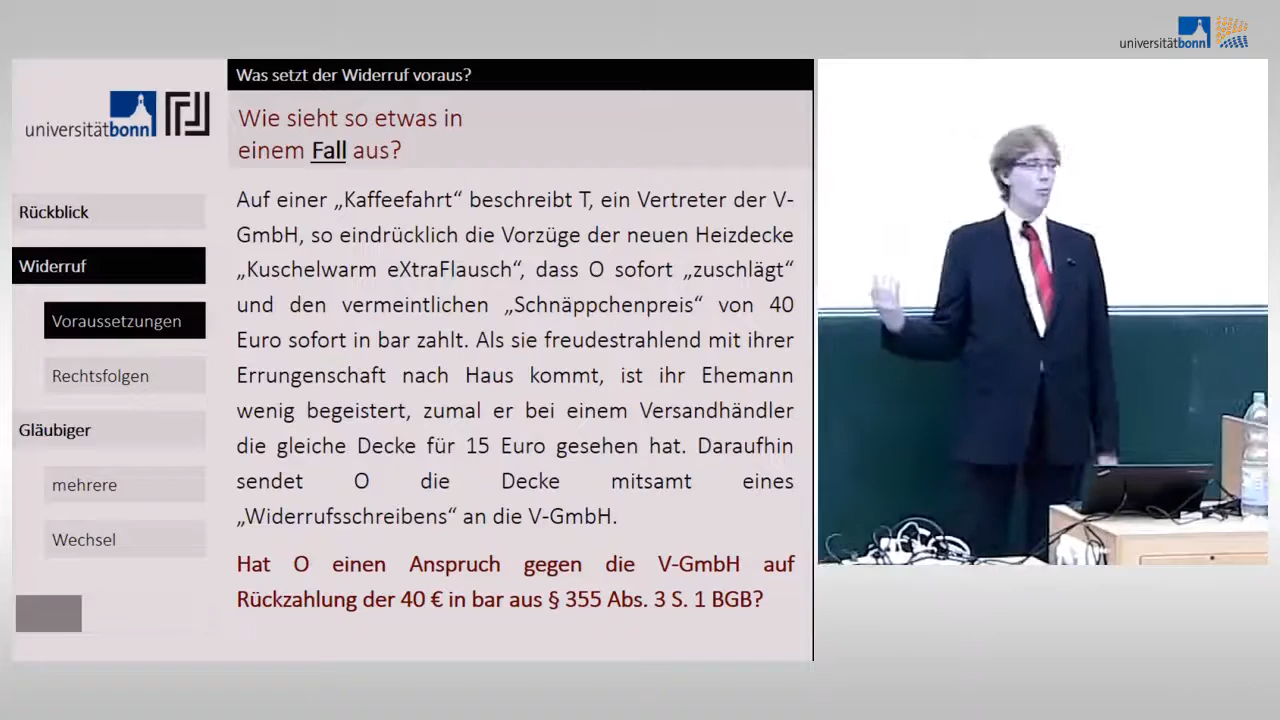 universitätbonn
Was setzt der Widerruf voraus?
universitätbonn
Wie sieht so etwas in
einem Fall aus?
Rückblick
Widerruf
Voraussetzungen
Rechtsfolgen
Gläubiger
mehrere
Wechsel
Auf einer „Kaffeefahrt“ beschreibt T, ein Vertreter der V-
GmbH, so eindrücklich die Vorzüge der neuen Heizdecke
„Kuschelwarm eXtraFlausch“, dass O sofort „zuschlägt“
und den vermeintlichen „Schnäppchenpreis“ von 40
Euro sofort in bar zahlt. Als sie freudestrahlend mit ihrer
Errungenschaft nach Haus kommt, ist ihr Ehemann
wenig begeistert, zumal er bei einem Versandhändler
die gleiche Decke für 15 Euro gesehen hat. Daraufhin
sendet O die Decke mitsamt eines
„Widerrufsschreibens“ an die V-GmbH.
Hat O einen Anspruch gegen die V-GmbH auf
Rückzahlung der 40 € in bar aus § 355 Abs. 3 S. 1 BGB?